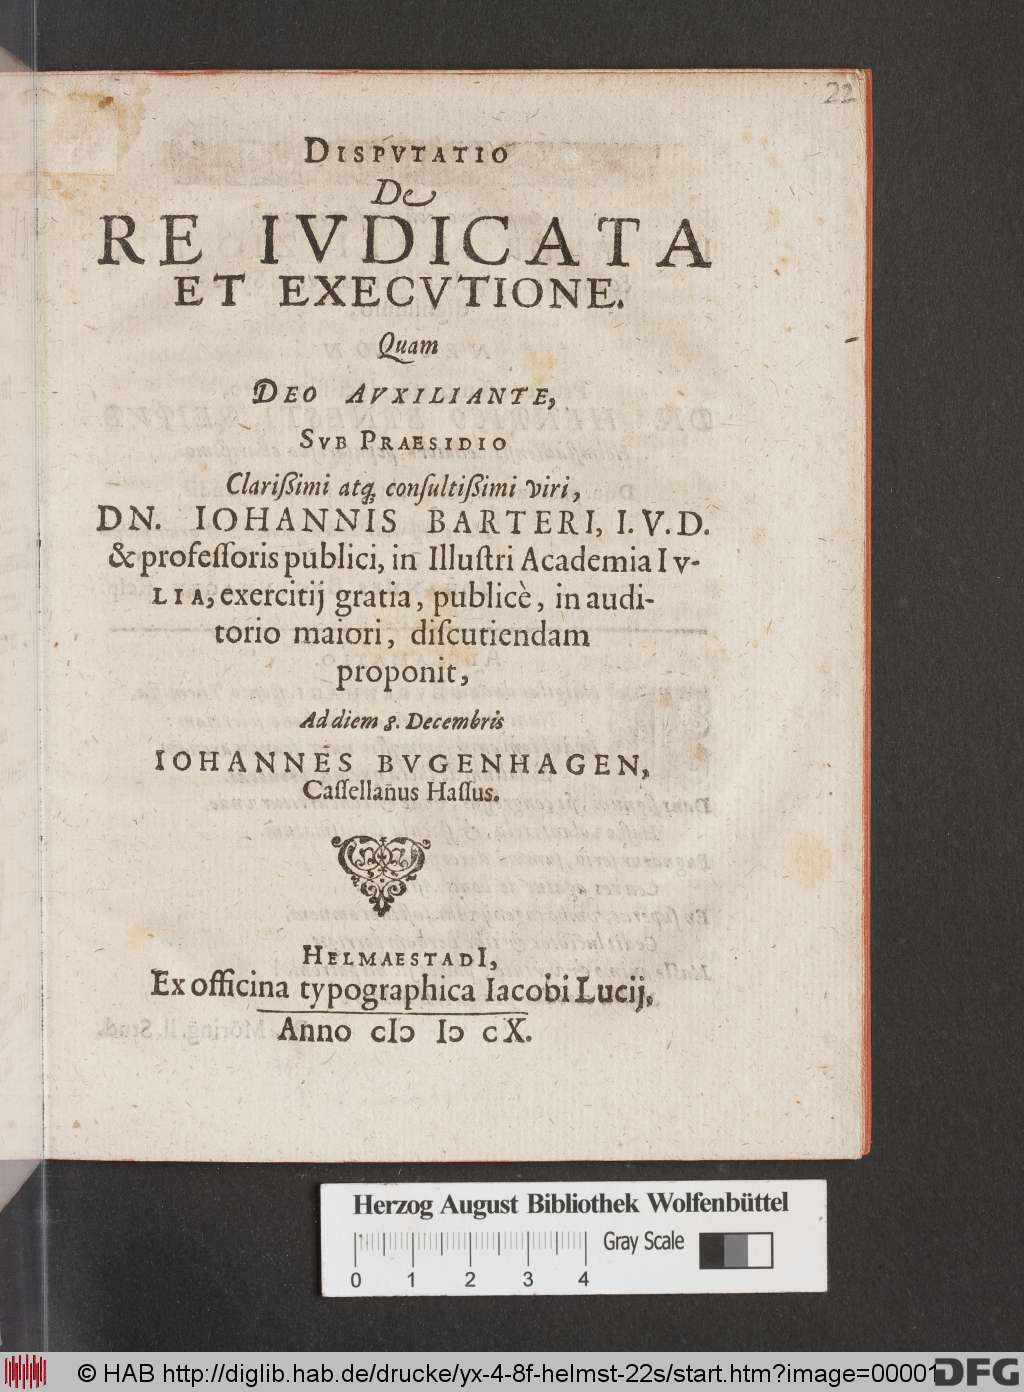 22
DISPVTATIO
De
RE IVDICATA
ET EXECVTIONE.
Quam
DEO AVXILIANTE,
SVB PRAESIDIO
Clarißimi atq; conſultißimi viri,
DN. IOHANNIS BARTERI, I. V. D.
& profeſſoris publici, in Illuſtri Academia IV-
LIA, exercitij gratia, publicè, in audi-
torio maiori, diſcutiendam
proponit,
Ad diem 8. Decembris
IOHANNES BVGENHAGEN,
Caſſellanus Haſſus.
HELMAESTADI,
Ex officina typographica Iacobi Lucij,
Anno cIɔ Iɔ cX.
Herzog August Bibliothek Wolfenbüttel
Gray Scale
0 1 2 3 4
© HAB http://diglib.hab.de/drucke/yx-4-8f-helmst-22s/start.htm?image=00001
DFG